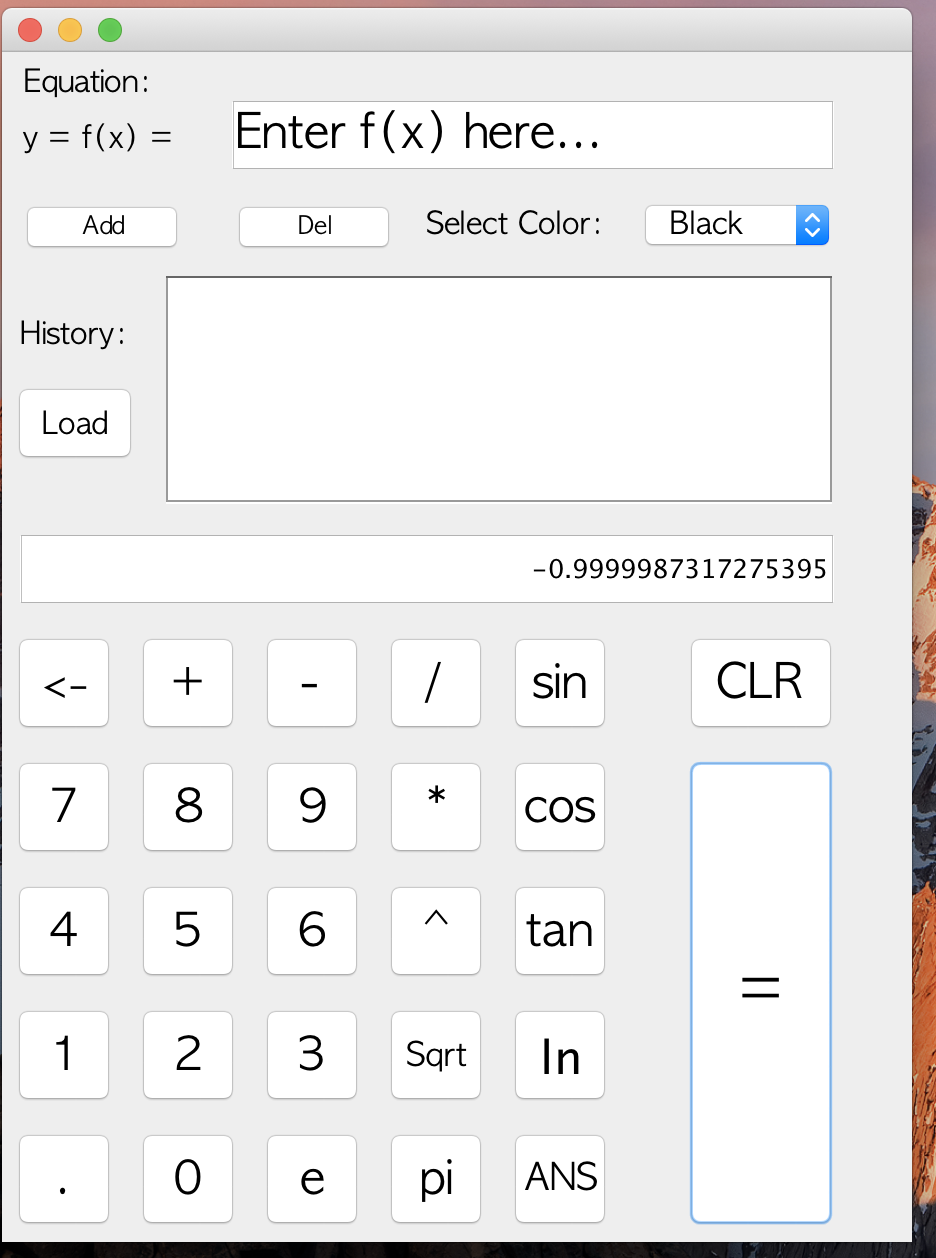 Equation:
y = f(x) =
Enter f(x) here...
Add
Del
Select Color:
Black
History:
Load
-0.9999987317275395
<- + - / sin CLR
7 8 9 * cos
4 5 6 ^ tan
=
1 2 3 Sqrt ln
. 0 e pi ANS